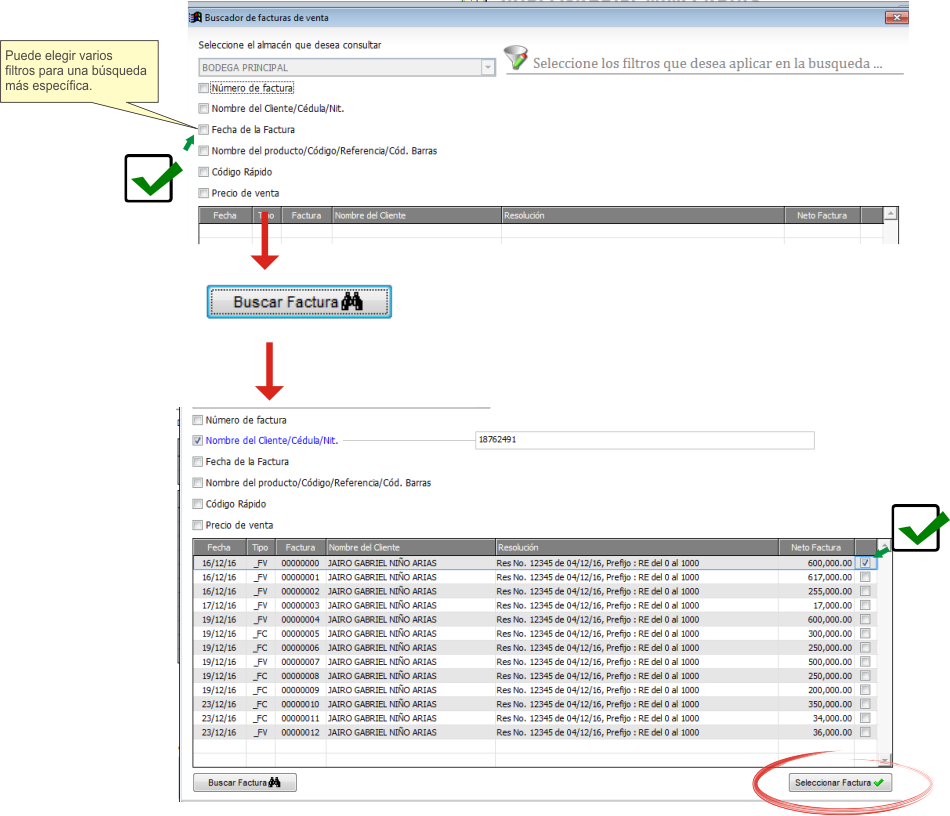 Buscador de facturas de venta
Seleccione el almacén que desea consultar
Puede elegir varios
filtros para una búsqueda
más específica.
BODEGA PRINCIPAL
Seleccione los filtros que desea aplicar en la busqueda ...
Número de factura
Nombre del Cliente/Cédula/Nit.
Fecha de la Factura
Nombre del producto/Código/Referencia/Cód. Barras
Código Rápido
Precio de venta
Fecha Tipo Factura Nombre del Cliente Resolución Neto Factura
Buscar Factura
Número de factura
Nombre del Cliente/Cédula/Nit. 18762491
Fecha de la Factura
Nombre del producto/Código/Referencia/Cód. Barras
Código Rápido
Precio de venta
Fecha Tipo Factura Nombre del Cliente Resolución Neto Factura
16/12/16 _FV 00000000 JAIRO GABRIEL NIÑO ARIAS Res No. 12345 de 04/12/16, Prefijo : RE del 0 al 1000 600,000.00
16/12/16 _FV 00000001 JAIRO GABRIEL NIÑO ARIAS Res No. 12345 de 04/12/16, Prefijo : RE del 0 al 1000 617,000.00
16/12/16 _FV 00000002 JAIRO GABRIEL NIÑO ARIAS Res No. 12345 de 04/12/16, Prefijo : RE del 0 al 1000 255,000.00
17/12/16 _FV 00000003 JAIRO GABRIEL NIÑO ARIAS Res No. 12345 de 04/12/16, Prefijo : RE del 0 al 1000 17,000.00
19/12/16 _FV 00000004 JAIRO GABRIEL NIÑO ARIAS Res No. 12345 de 04/12/16, Prefijo : RE del 0 al 1000 600,000.00
19/12/16 _FC 00000005 JAIRO GABRIEL NIÑO ARIAS Res No. 12345 de 04/12/16, Prefijo : RE del 0 al 1000 300,000.00
19/12/16 _FC 00000006 JAIRO GABRIEL NIÑO ARIAS Res No. 12345 de 04/12/16, Prefijo : RE del 0 al 1000 250,000.00
19/12/16 _FV 00000007 JAIRO GABRIEL NIÑO ARIAS Res No. 12345 de 04/12/16, Prefijo : RE del 0 al 1000 500,000.00
19/12/16 _FC 00000008 JAIRO GABRIEL NIÑO ARIAS Res No. 12345 de 04/12/16, Prefijo : RE del 0 al 1000 250,000.00
19/12/16 _FC 00000009 JAIRO GABRIEL NIÑO ARIAS Res No. 12345 de 04/12/16, Prefijo : RE del 0 al 1000 200,000.00
23/12/16 _FC 00000010 JAIRO GABRIEL NIÑO ARIAS Res No. 12345 de 04/12/16, Prefijo : RE del 0 al 1000 350,000.00
23/12/16 _FC 00000011 JAIRO GABRIEL NIÑO ARIAS Res No. 12345 de 04/12/16, Prefijo : RE del 0 al 1000 34,000.00
23/12/16 _FV 00000012 JAIRO GABRIEL NIÑO ARIAS Res No. 12345 de 04/12/16, Prefijo : RE del 0 al 1000 36,000.00
Buscar Factura
Seleccionar Factura